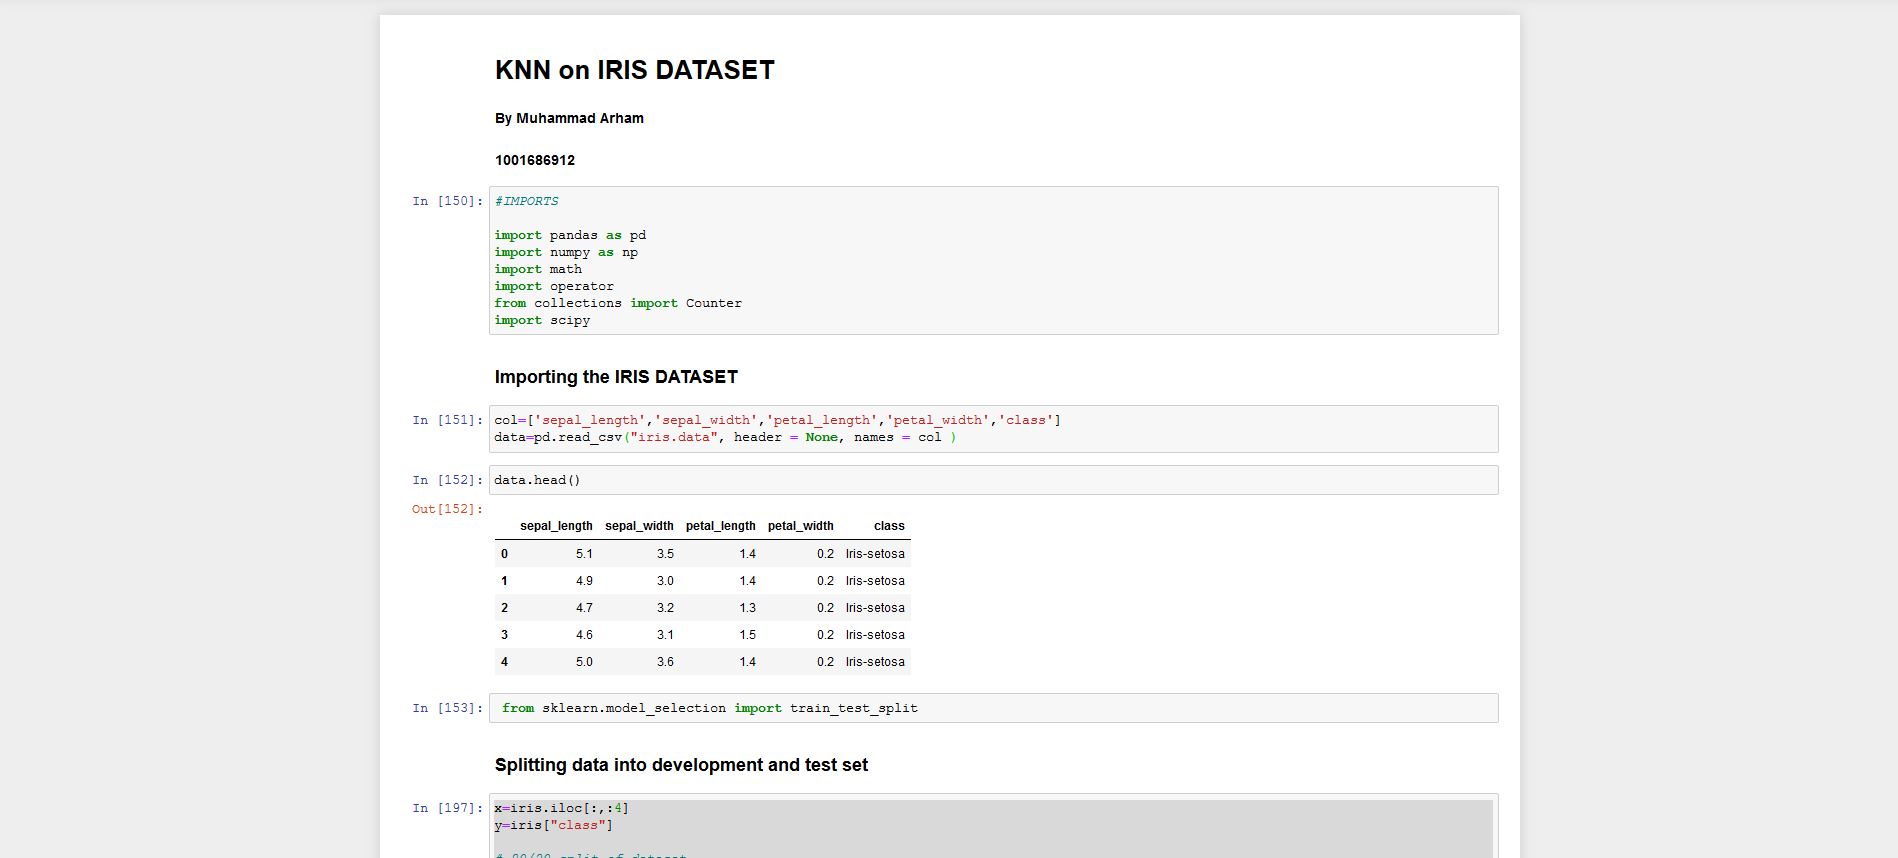 KNN on IRIS DATASET
By Muhammad Arham
1001686912
In [150]: #IMPORTS
import pandas as pd
import numpy as np
import math
import operator
from collections import Counter
import scipy
Importing the IRIS DATASET
In [151]: col=['sepal_length','sepal_width','petal_length','petal_width','class']
data=pd.read_csv("iris.data", header = None, names = col )
In [152]: data.head()
Out[152]:
sepal_length sepal_width petal_length petal_width class
0 5.1 3.5 1.4 0.2 Iris-setosa
1 4.9 3.0 1.4 0.2 Iris-setosa
2 4.7 3.2 1.3 0.2 Iris-setosa
3 4.6 3.1 1.5 0.2 Iris-setosa
4 5.0 3.6 1.4 0.2 Iris-setosa
In [153]: from sklearn.model_selection import train_test_split
Splitting data into development and test set
In [197]: x=iris.iloc[:,:4]
y=iris["class"]
# 80/20 split of dataset